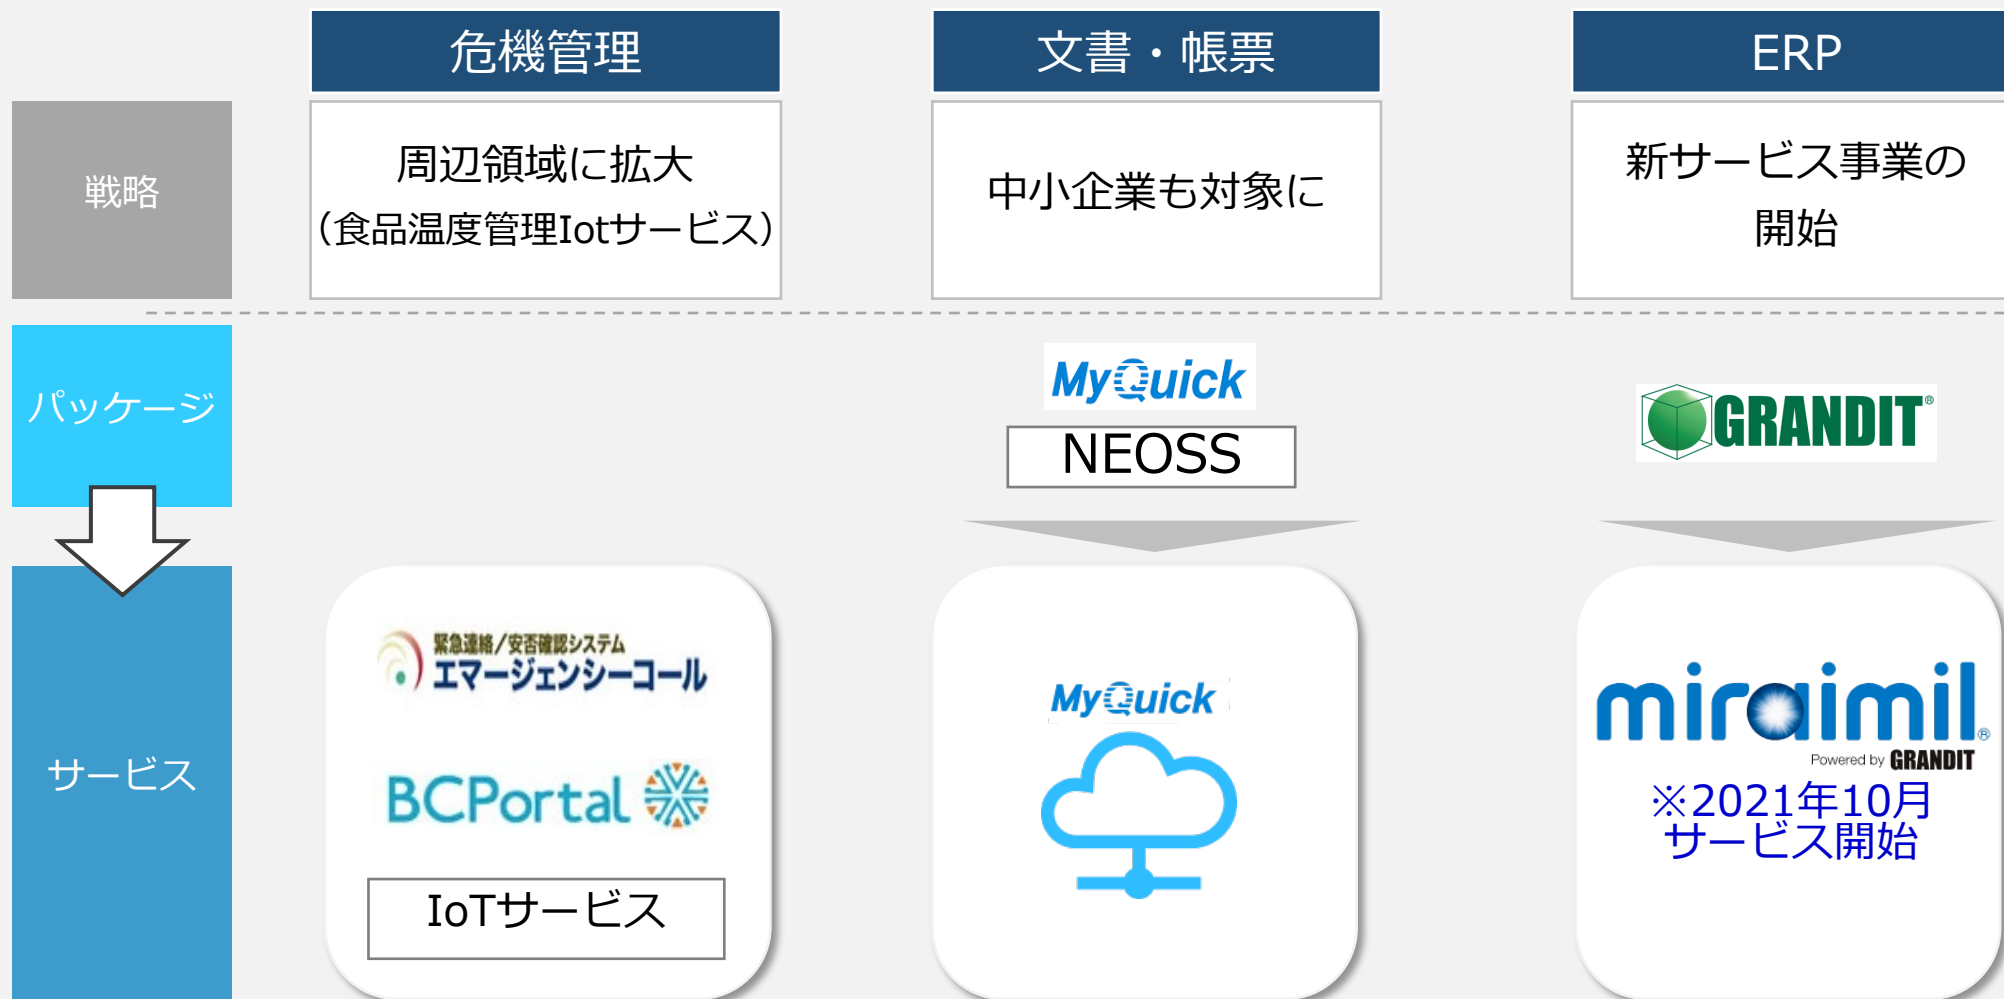 危機管理
文書・帳票
ERP
戦略
周辺領域に拡大
（食品温度管理Iotサービス）
中小企業も対象に
新サービス事業の
開始
パッケージ
MyQuick
NEOSS
GRANDIT®
サービス
緊急連絡/安否確認システム
エマージェンシーコール
BCPortal
IoTサービス
MyQuick
miraimil®
Powered by GRANDIT
※2021年10月
サービス開始